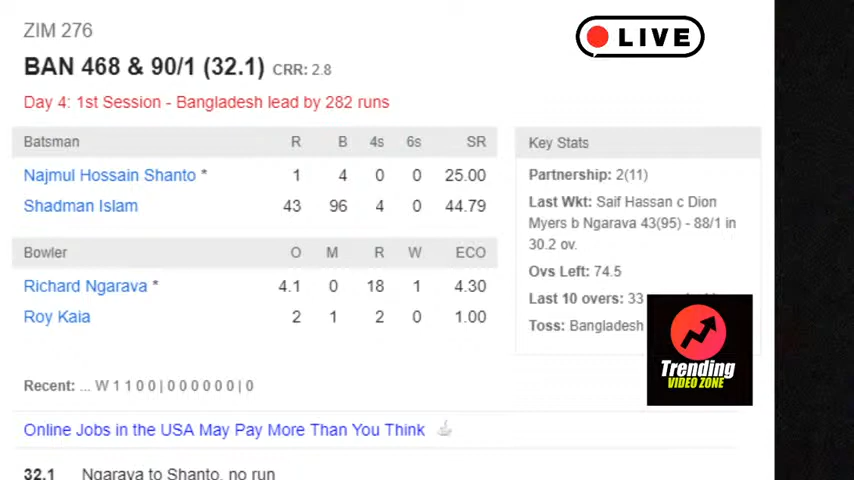 ZIM 276
LIVE
BAN 468 & 90/1 (32.1) CRR: 2.8
Day 4: 1st Session - Bangladesh lead by 282 runs
Batsman R B 4s 6s SR
Najmul Hossain Shanto * 1 4 0 0 25.00
Shadman Islam 43 96 4 0 44.79
Bowler O M R W ECO
Richard Ngarava * 4.1 0 18 1 4.30
Roy Kaia 2 1 2 0 1.00
Key Stats
Partnership: 2(11)
Last Wkt: Saif Hassan c Dion
Myers b Ngarava 43(95) - 88/1 in
30.2 ov.
Ovs Left: 74.5
Last 10 overs: 33
Toss: Bangladesh
Trending
VIDEO ZONE
Recent: ... W 1 1 0 0 | 0 0 0 0 0 0 | 0
Online Jobs in the USA May Pay More Than You Think
32.1 Ngarava to Shanto, no run